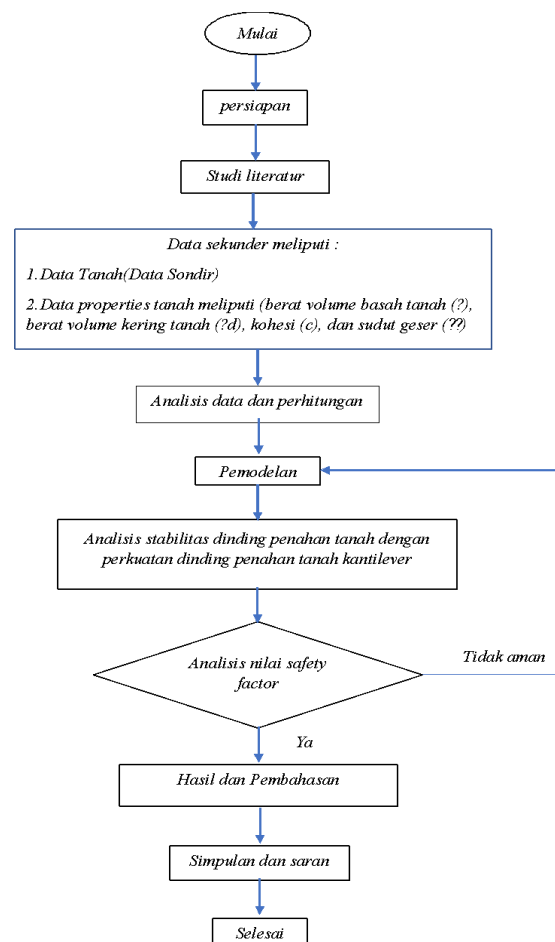 Mulai
persiapan
Studi literatur
Data sekunder meliputi :
1.Data Tanah(Data Sondir)
2.Data properties tanah meliputi (berat volume basah tanah (?),
berat volume kering tanah (?d), kohesi (c), dan sudut geser (??)
Analisis data dan perhitungan
Pemodelan
Analisis stabilitas dinding penahan tanah dengan
perkuatan dinding penahan tanah kantilever
Analisis nilai safety
factor
Tidak aman
Ya
Hasil dan Pembahasan
Simpulan dan saran
Selesai